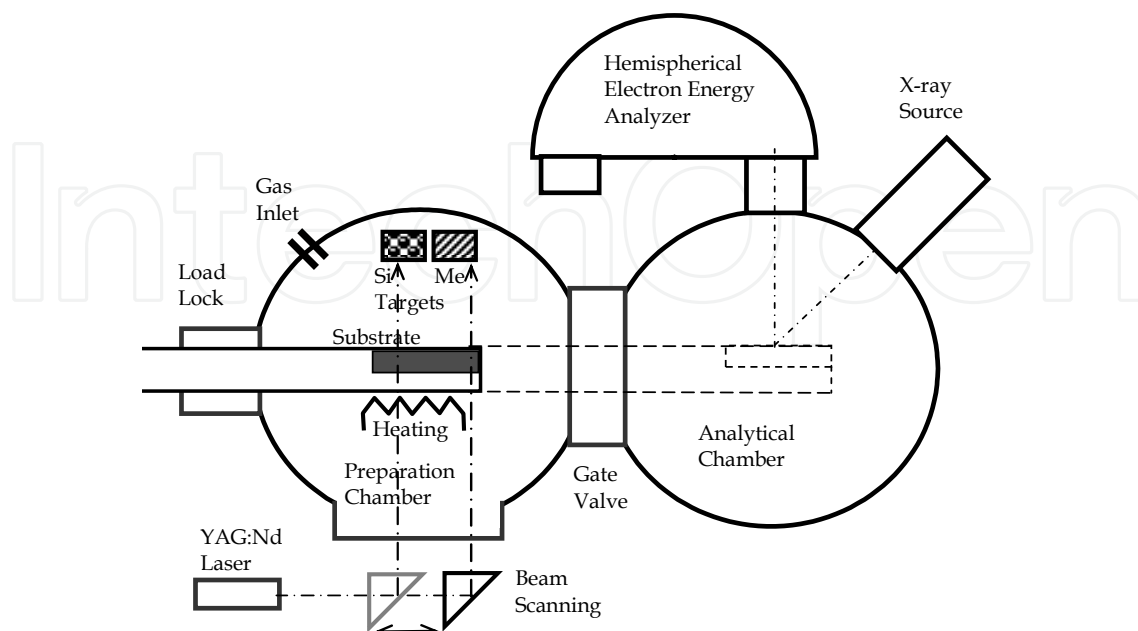 Hemispherical
Electron Energy
Analyzer
X-ray
Source
IntechOpen
Gas
Inlet
Load
Lock
Si
Me
Targets
Substrate
Heating
Preparation
Chamber
Gate
Valve
Analytical
Chamber
YAG:Nd
Laser
Beam
Scanning